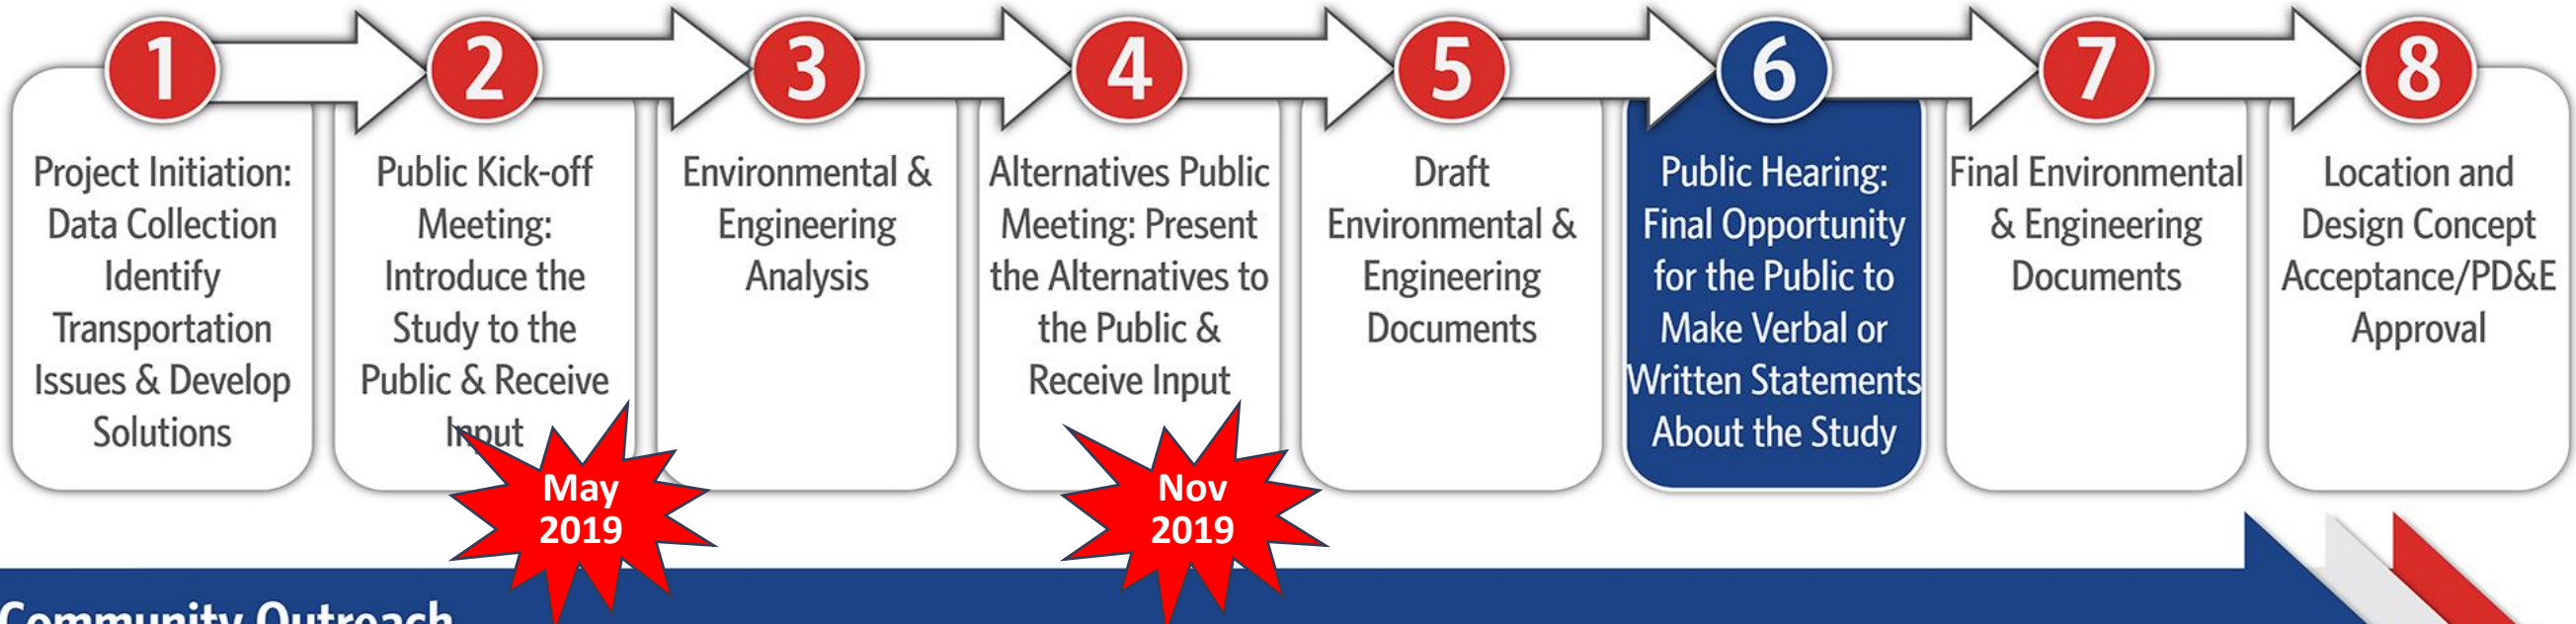 1
Project Initiation:
Data Collection
Identify
Transportation
Issues & Develop
Solutions
2
Public Kick-off
Meeting:
Introduce the
Study to the
Public & Receive
Input
May
2019
3
Environmental &
Engineering
Analysis
4
Alternatives Public
Meeting: Present
the Alternatives to
the Public &
Receive Input
Nov
2019
5
Draft
Environmental &
Engineering
Documents
6
Public Hearing:
Final Opportunity
for the Public to
Make Verbal or
Written Statements
About the Study
7
Final Environmental
& Engineering
Documents
8
Location and
Design Concept
Acceptance/PD&E
Approval
Community Outreach